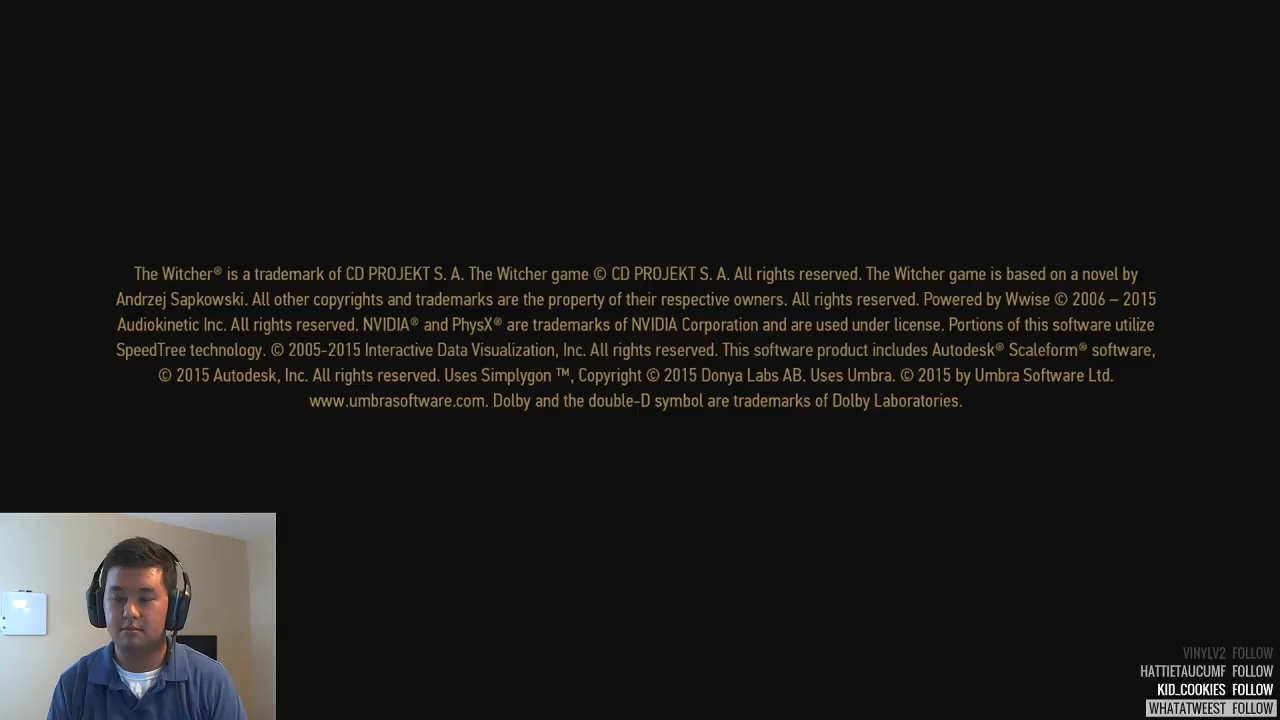 The Witcher® is a trademark of CD PROJEKT S. A. The Witcher game © CD PROJEKT S. A. All rights reserved. The Witcher game is based on a novel by
Andrzej Sapkowski. All other copyrights and trademarks are the property of their respective owners. All rights reserved. Powered by Wwise © 2006 – 2015
Audiokinetic Inc. All rights reserved. NVIDIA® and PhysX® are trademarks of NVIDIA Corporation and are used under license. Portions of this software utilize
SpeedTree technology. © 2005-2015 Interactive Data Visualization, Inc. All rights reserved. This software product includes Autodesk® Scaleform® software,
© 2015 Autodesk, Inc. All rights reserved. Uses Simplygon ™, Copyright © 2015 Donya Labs AB. Uses Umbra. © 2015 by Umbra Software Ltd.
www.umbrasoftware.com. Dolby and the double-D symbol are trademarks of Dolby Laboratories.
VINYLV2 FOLLOW
HATTIETAUCUMF FOLLOW
KID_COOKIES FOLLOW
WHATATWEEST FOLLOW